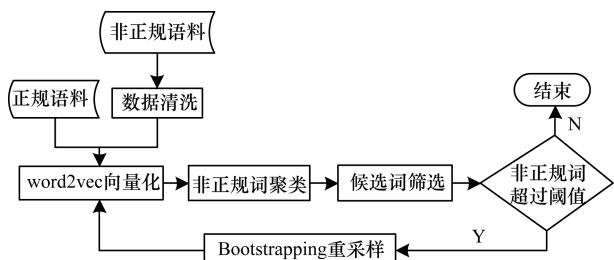 非正规语料
正规语料
数据清洗
结束
N
word2vec向量化
非正规词聚类
候选词筛选
非正规词
超过阈值
Y
Bootstrapping重采样